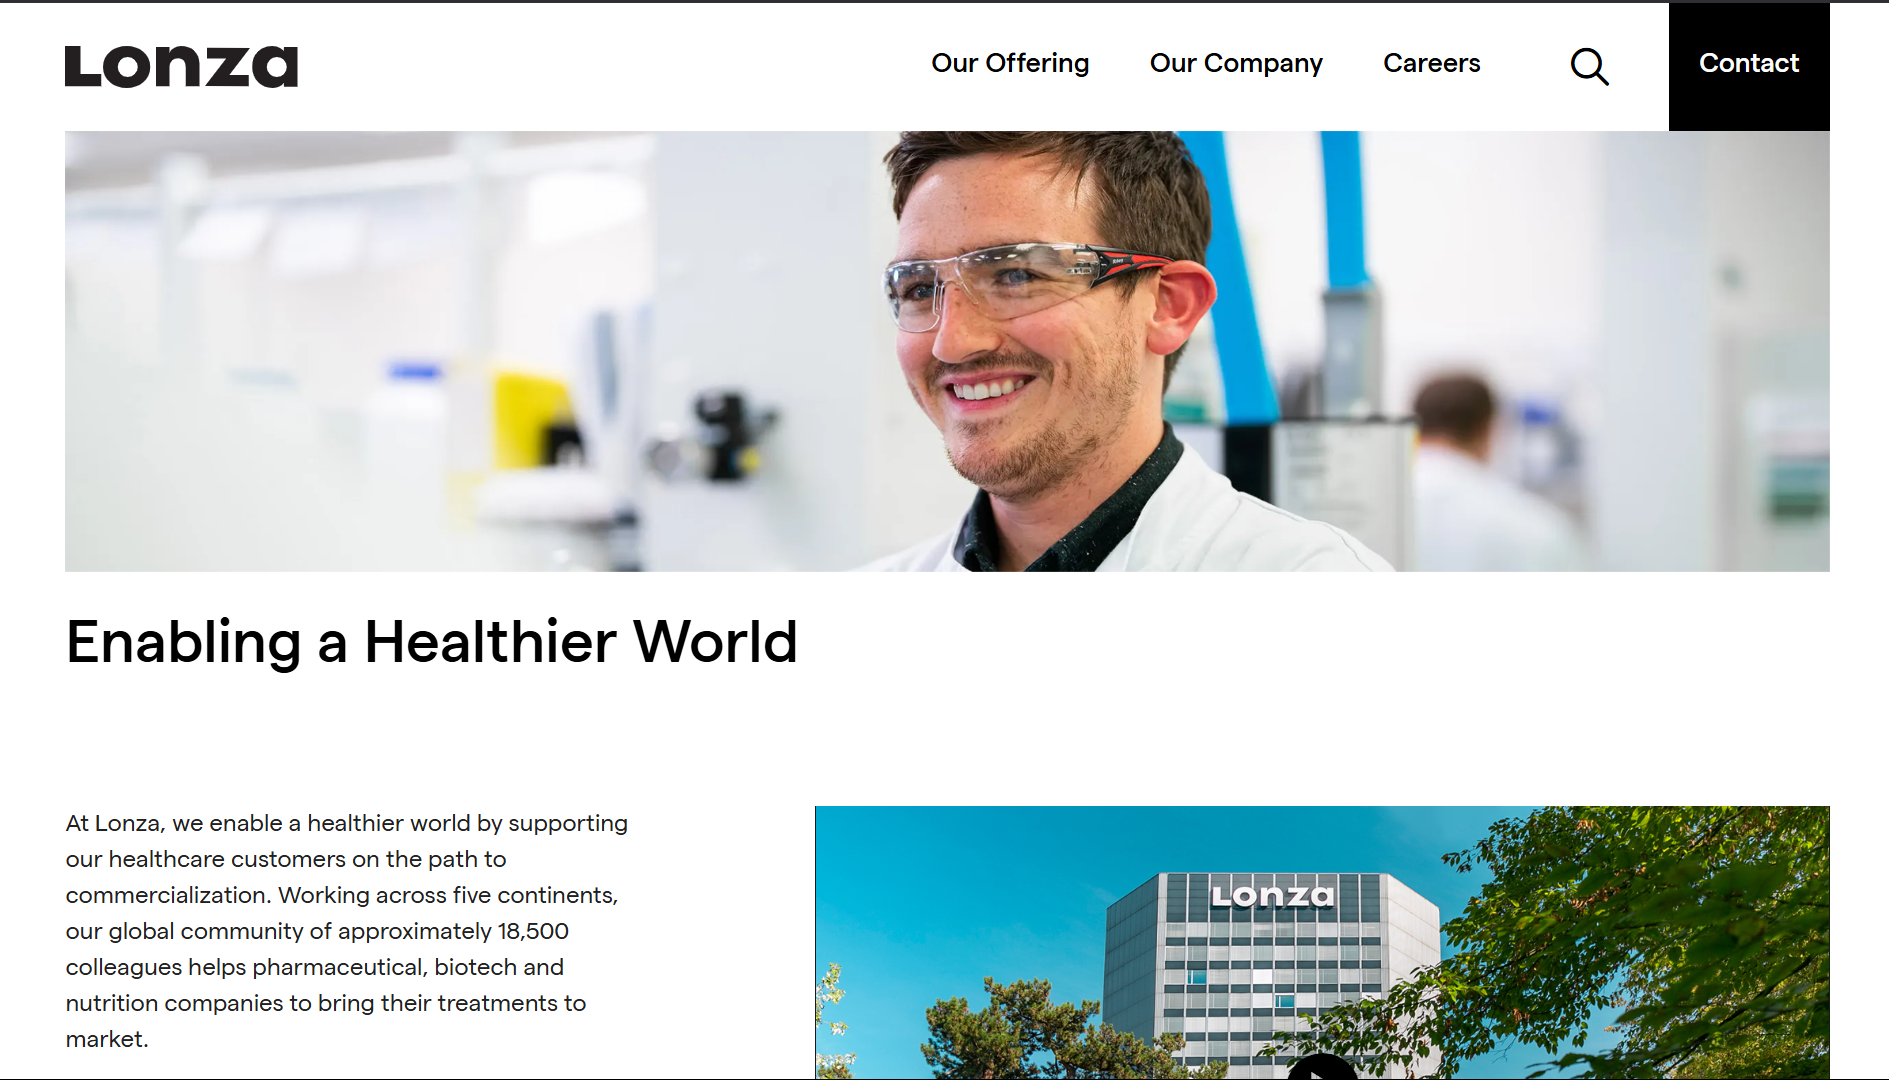 Lonza
Our Offering
Our Company
Careers
Contact
Enabling a Healthier World
At Lonza, we enable a healthier world by supporting
our healthcare customers on the path to
commercialization. Working across five continents,
our global community of approximately 18,500
colleagues helps pharmaceutical, biotech and
nutrition companies to bring their treatments to
market.
Lonza